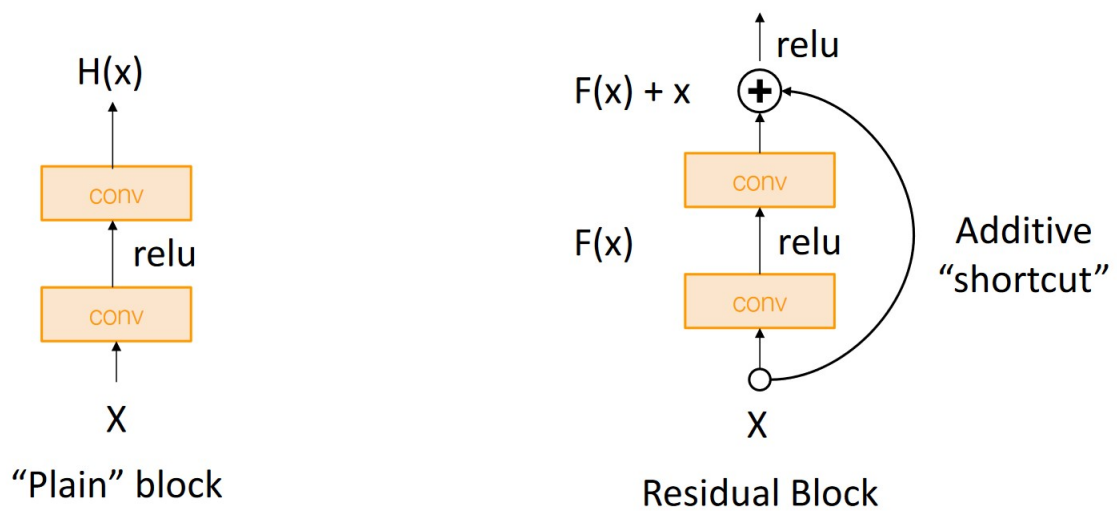 H(x)
conv
relu
conv
X
“Plain” block
relu
F(x) + x
conv
F(x)
relu
conv
X
Additive
“shortcut”
Residual Block